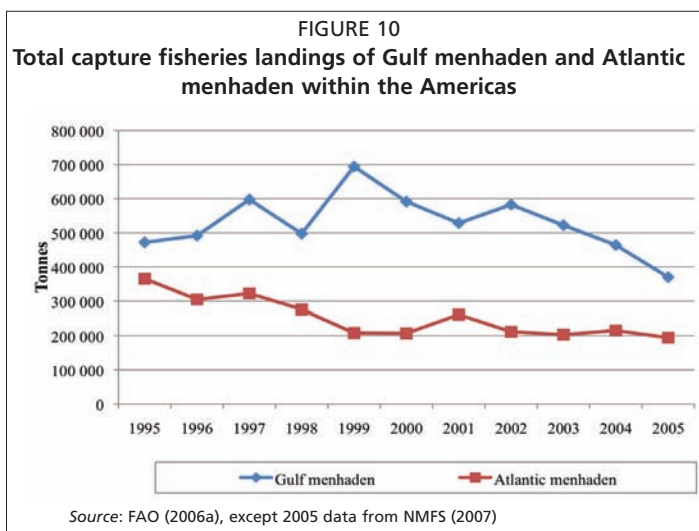 FIGURE 10
Total capture fisheries landings of Gulf menhaden and Atlantic
menhaden within the Americas
800 000
700 000
600 000
500 000
400 000
300 000
200 000
100 000
0
Tonnes
1995 1996 1997 1998 1999 2000 2001 2002 2003 2004 2005
Gulf menhaden Atlantic menhaden
Source: FAO (2006a), except 2005 data from NMFS (2007)